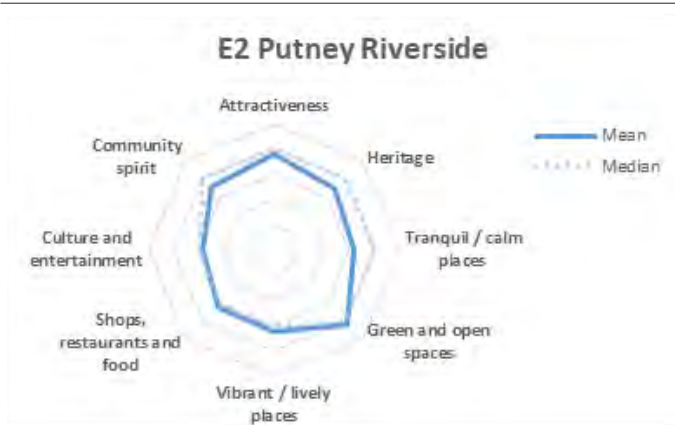 E2 Putney Riverside
Attractiveness
Heritage
Tranquil / calm
places
Green and open
spaces
Vibrant / lively
places
Shops,
restaurants and
food
Culture and
entertainment
Community
spirit
Mean
Median